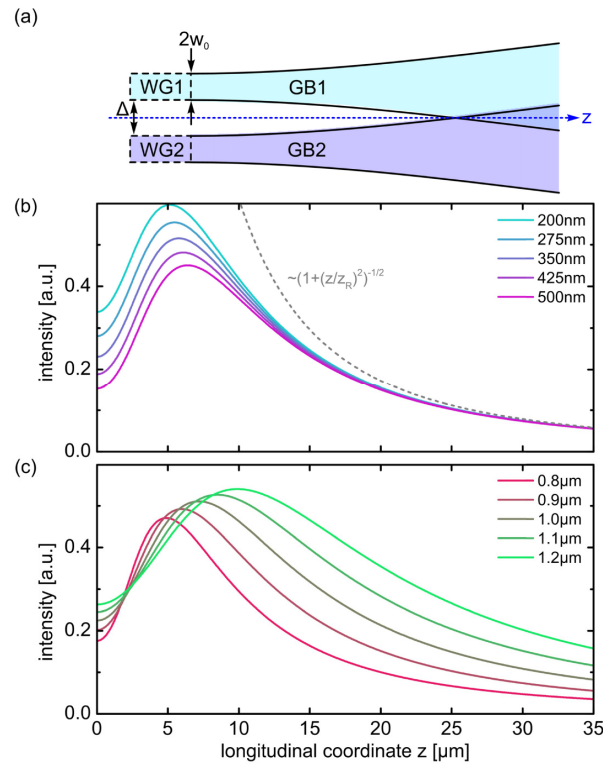 (a)
2w₀
WG1
GB1
Δ
z
WG2
GB2
(b)
200nm
275nm
350nm
425nm
500nm
~(1+(z/z_R)²)^-1/2
intensity [a.u.]
0.4
0.2
0.0
(c)
0.8µm
0.9µm
1.0µm
1.1µm
1.2µm
intensity [a.u.]
0.4
0.2
0.0
0 5 10 15 20 25 30 35
longitudinal coordinate z [µm]